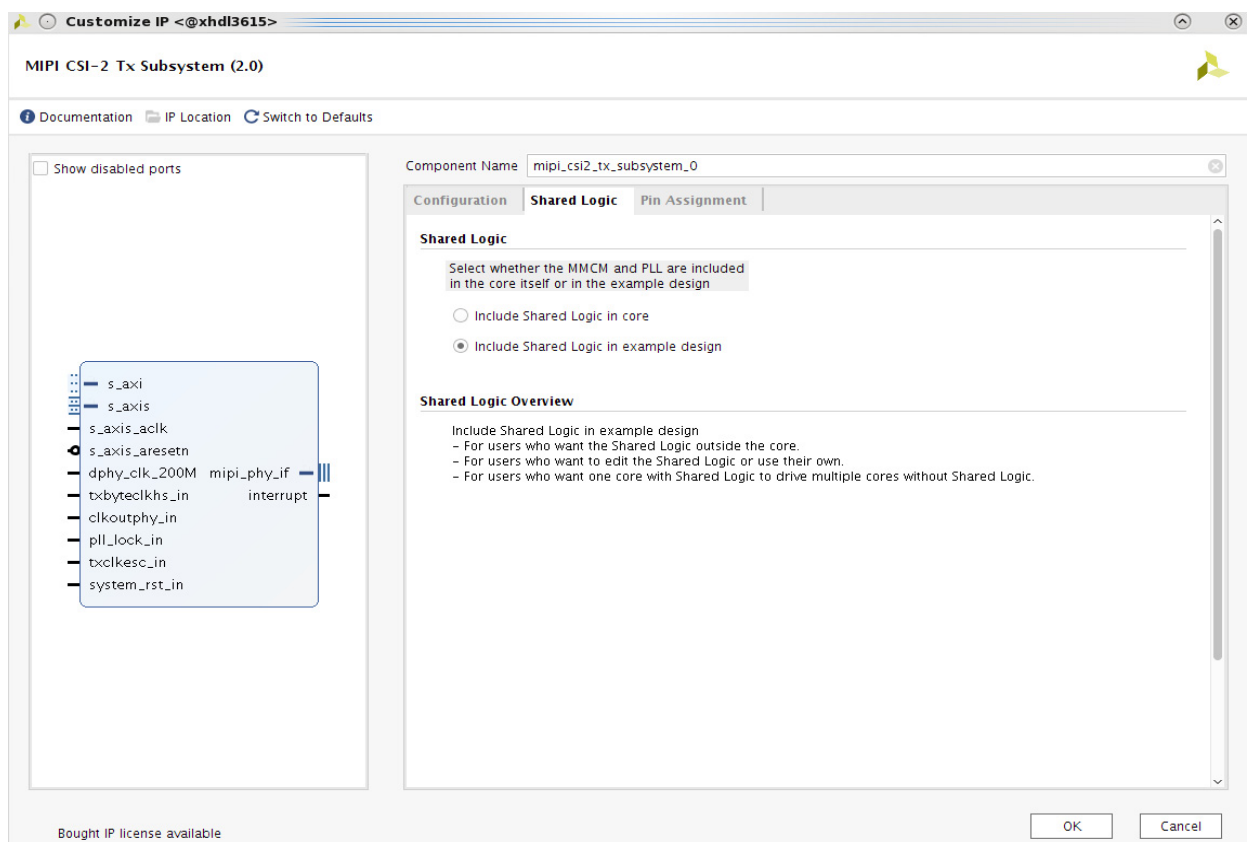 Customize IP <@xhdl3615>
MIPI CSI-2 Tx Subsystem (2.0)
Documentation IP Location Switch to Defaults
Show disabled ports
s_axi
s_axis
s_axis_aclk
s_axis_aresetn
dphy_clk_200M mipi_phy_if
txbyteclkhs_in interrupt
clkoutphy_in
pll_lock_in
txclkesc_in
system_rst_in
Component Name mipi_csi2_tx_subsystem_0
Configuration Shared Logic Pin Assignment
Shared Logic
Select whether the MMCM and PLL are included
in the core itself or in the example design
Include Shared Logic in core
Include Shared Logic in example design
Shared Logic Overview
Include Shared Logic in example design
– For users who want the Shared Logic outside the core.
– For users who want to edit the Shared Logic or use their own.
– For users who want one core with Shared Logic to drive multiple cores without Shared Logic.
Bought IP license available
OK Cancel